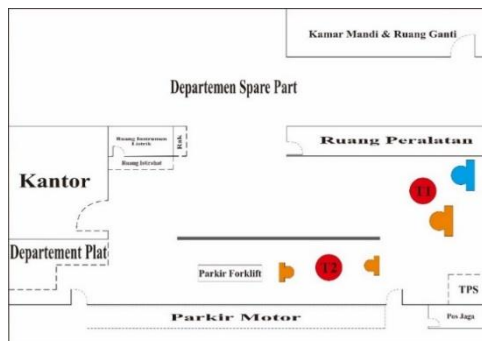 Kamar Mandi & Ruang Ganti
Departemen Spare Part
Ruang Instrumen
Listrik
Rak
Ruang Peralatan
Ruang Istirahat
Kantor
T1
Departement Plat
Parkir Forklift
T2
TPS
Parkir Motor
Pos Jaga